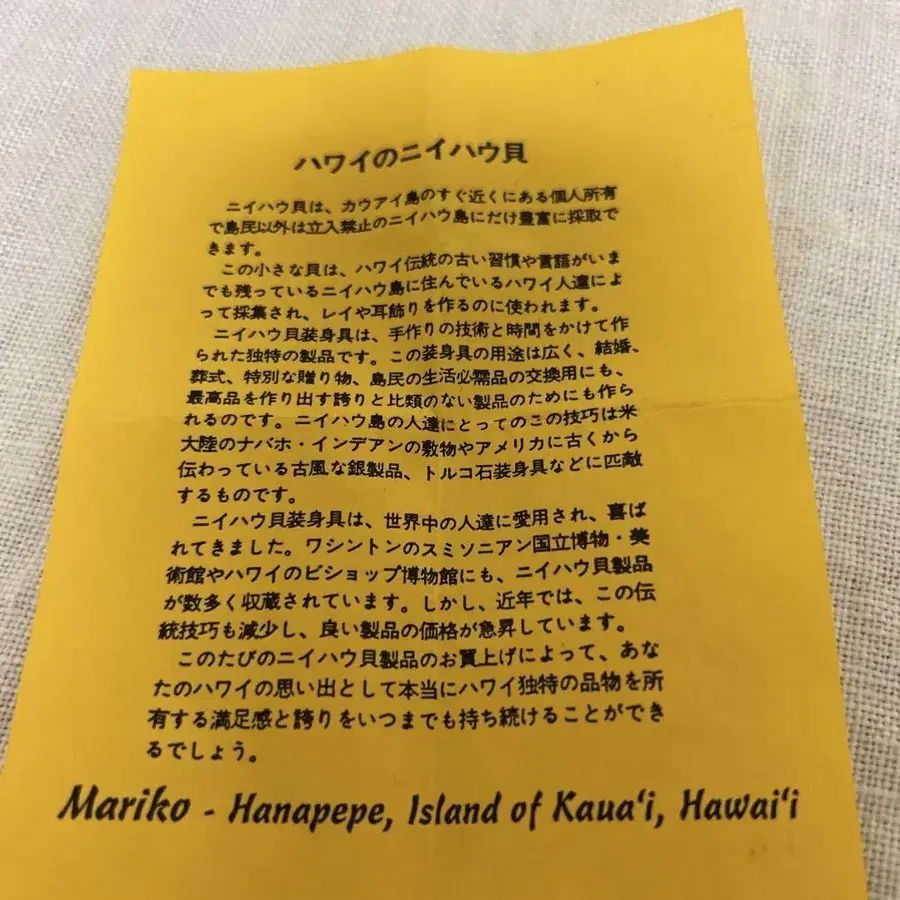 ハワイのニイハウ貝
ニイハウ貝は、カウアイ島のすぐ近くにある個人所有
で島民以外は立入禁止のニイハウ島にだけ豊富に採取で
きます。
この小さな貝は、ハワイ伝統の古い習慣や言語がいま
でも残っているニイハウ島に住んでいるハワイ人達によ
って採集され、レイや耳飾りを作るのに使われます。
ニイハウ貝装身具は、手作りの技術と時間をかけて作
られた独特の製品です。この装身具の用途は広く、結婚、
葬式、特別な贈り物、島民の生活必需品の交換用にも、
最高品を作り出す誇りと比類のない製品のためにも作ら
れるのです。ニイハウ島の人達にとってのこの技巧は米
大陸のナバホ・インデアンの敷物やアメリカに古くから
伝わっている古風な銀製品、トルコ石装身具などに匹敵
するものです。
ニイハウ貝装身具は、世界中の人達に愛用され、喜ば
れてきました。ワシントンのスミソニアン国立博物・美
術館やハワイのビショップ博物館にも、ニイハウ貝製品
が数多く収蔵されています。しかし、近年では、この伝
統技巧も減少し、良い製品の価格が急昇しています。
このたびのニイハウ貝製品のお買上げによって、あな
たのハワイの思い出として本当にハワイ独特の品物を所
有する満足感と誇りをいつまでも持ち続けることができ
るでしょう。
Mariko - Hanapepe, Island of Kauaʻi, Hawaiʻi